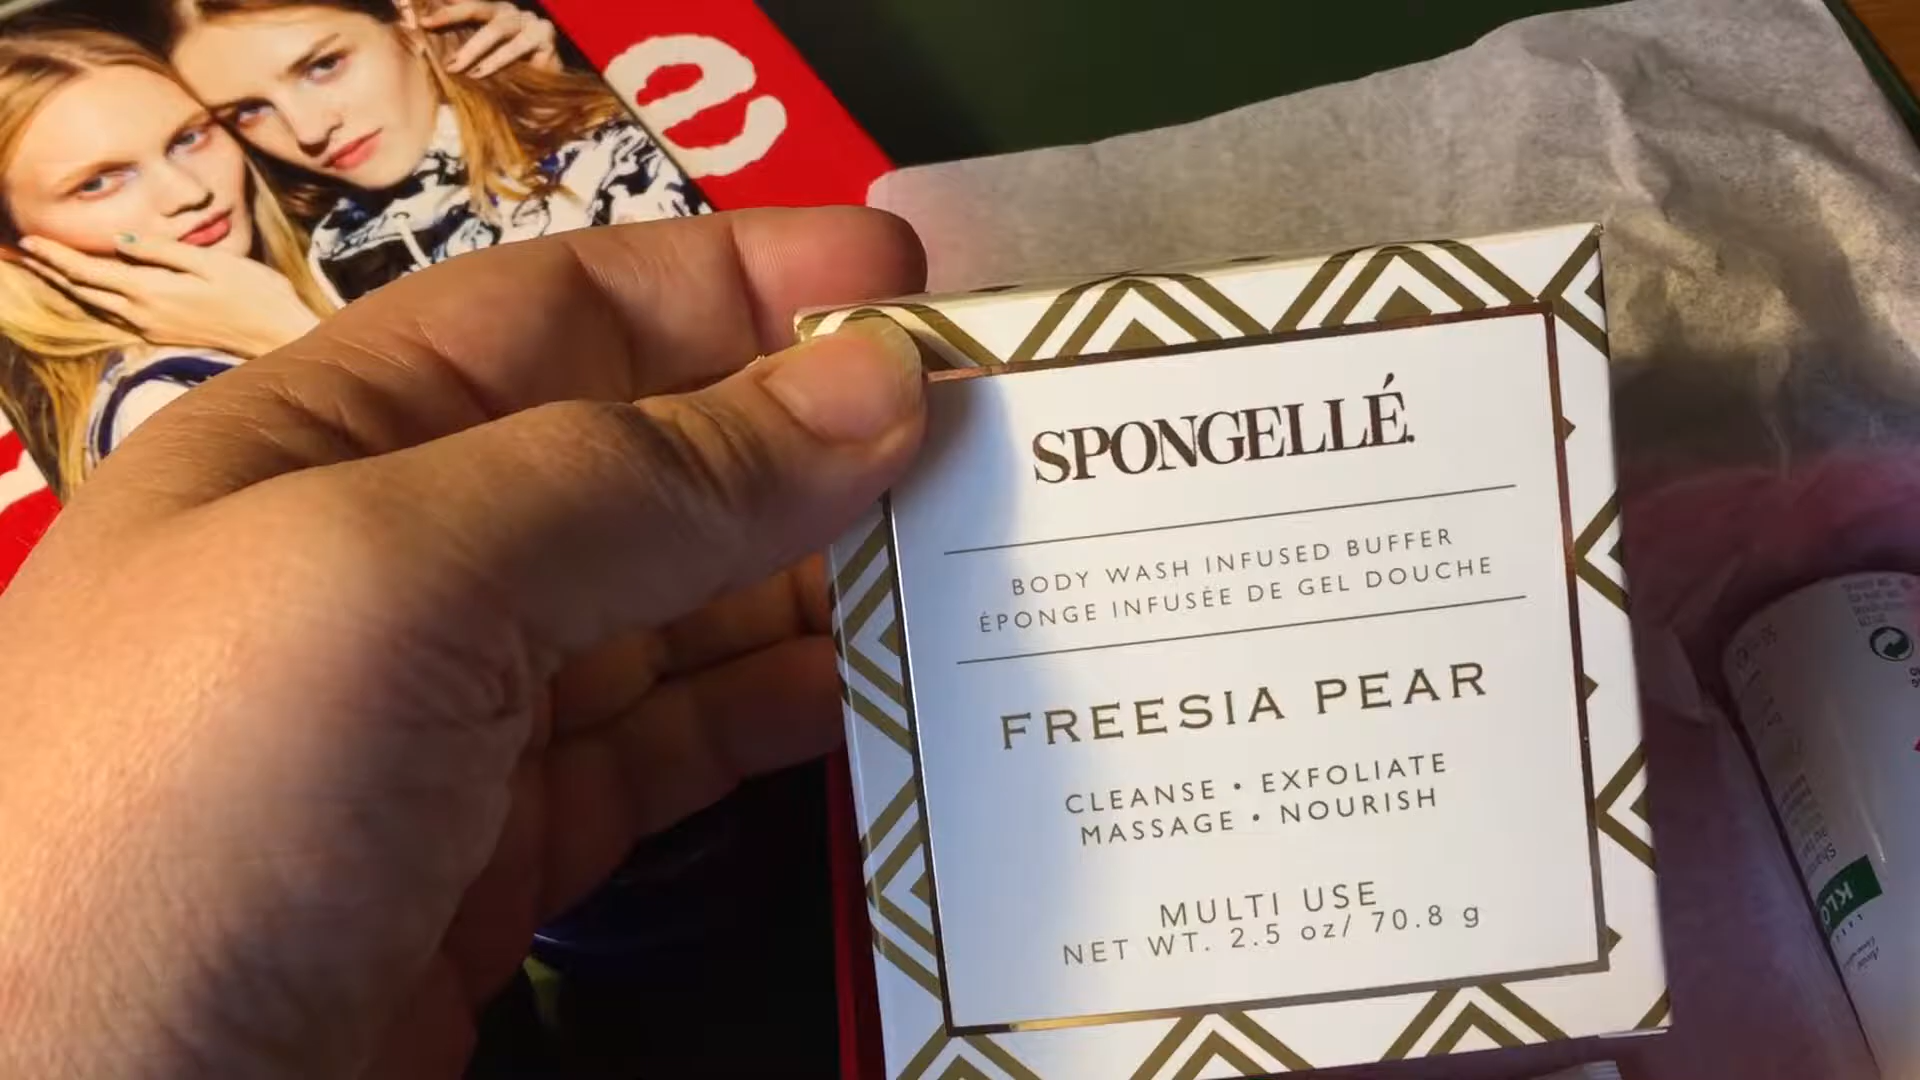 e
SPONGELLÉ.
BODY WASH INFUSED BUFFER
ÉPONGE INFUSÉE DE GEL DOUCHE
FREESIA PEAR
CLEANSE • EXFOLIATE
MASSAGE • NOURISH
MULTI USE
NET WT. 2.5 oz/ 70.8 g
KLO